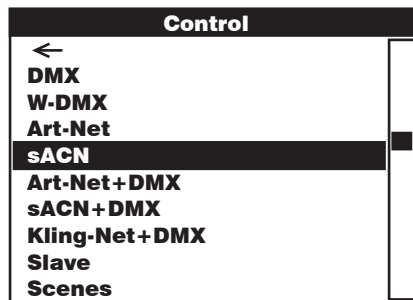 Control
←
DMX
W-DMX
Art-Net
sACN
Art-Net+DMX
sACN+DMX
Kling-Net+DMX
Slave
Scenes